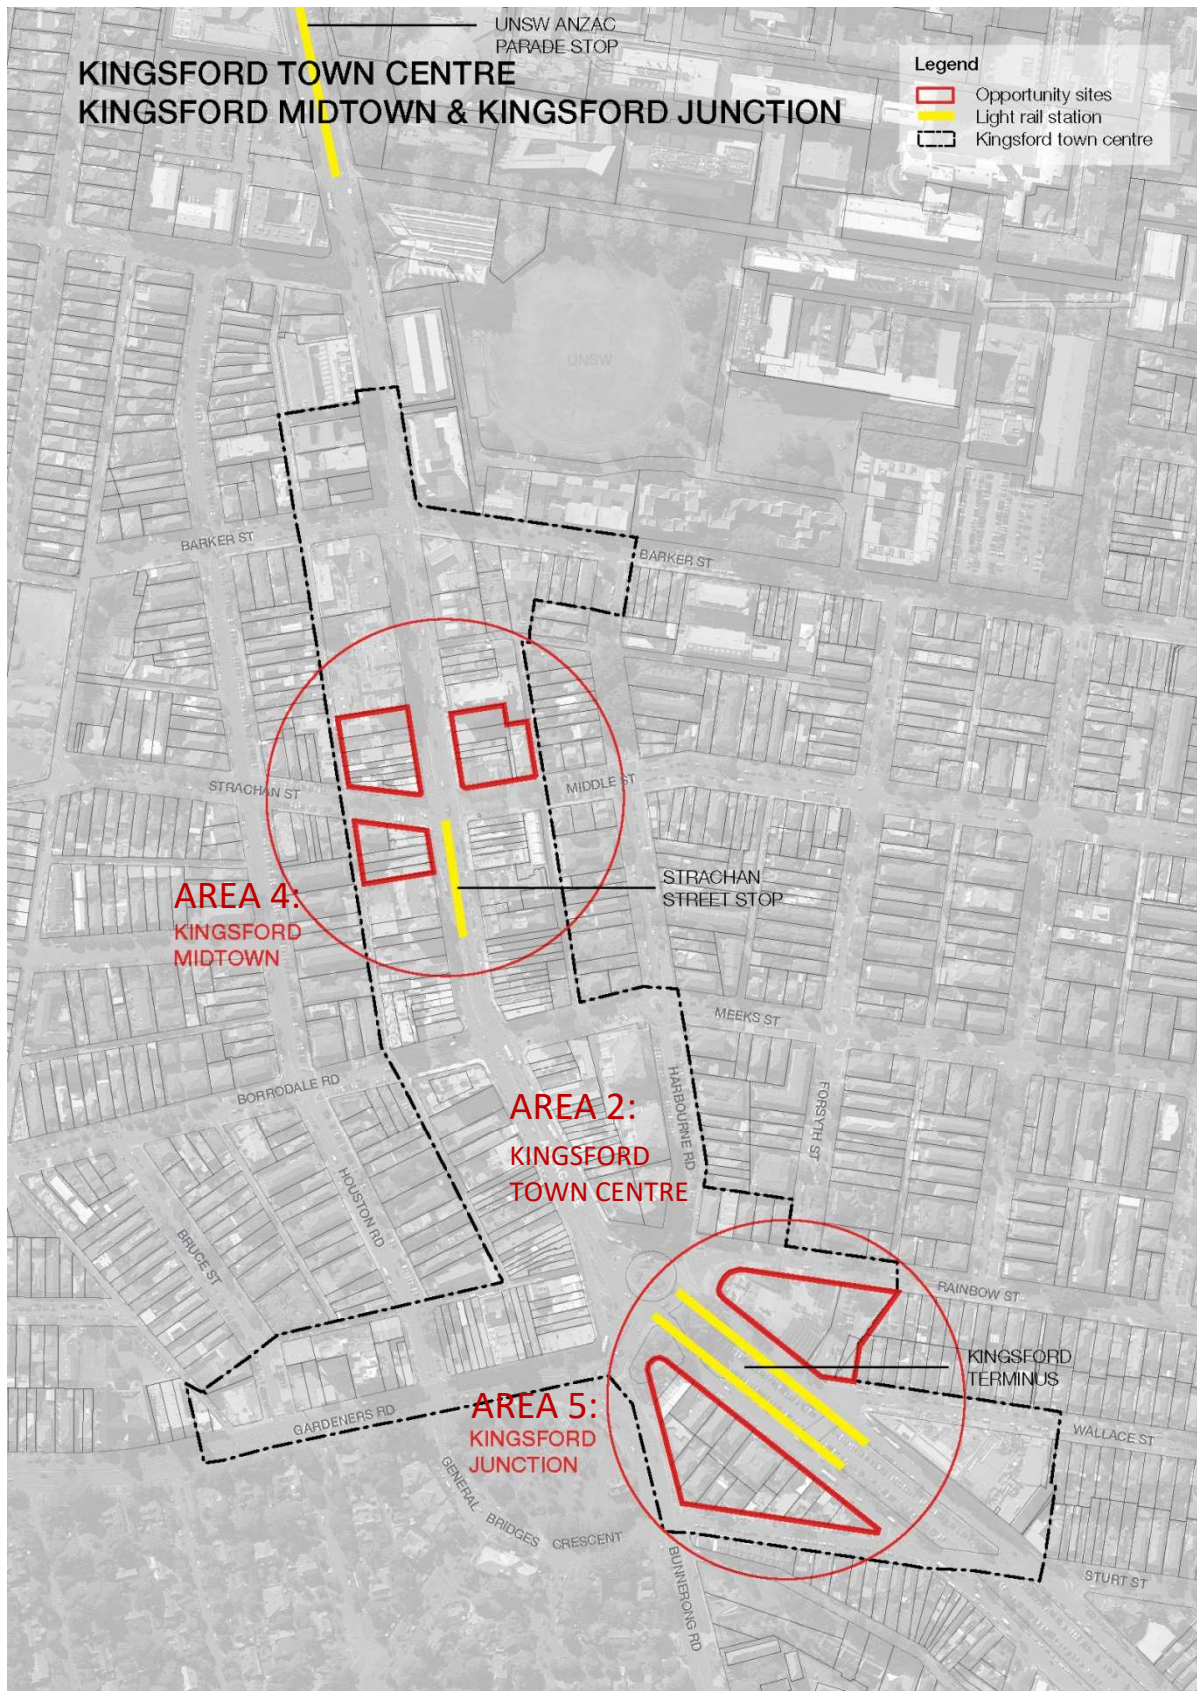 UNSW ANZAC
PARADE STOP
KINGSFORD TOWN CENTRE
KINGSFORD MIDTOWN & KINGSFORD JUNCTION
Legend
Opportunity sites
Light rail station
Kingsford town centre
UNSW
BARKER ST
BARKER ST
STRACHAN ST
MIDDLE ST
STRACHAN
STREET STOP
AREA 4:
KINGSFORD
MIDTOWN
MEEKS ST
BORRODALE RD
HARBOURNE RD
FORSYTH ST
AREA 2:
KINGSFORD
TOWN CENTRE
HOUSTON RD
BRUCE ST
RAINBOW ST
KINGSFORD
TERMINUS
GARDENERS RD
AREA 5:
KINGSFORD
JUNCTION
WALLACE ST
GENERAL BRIDGES CRESCENT
BUNNERONG RD
STURT ST